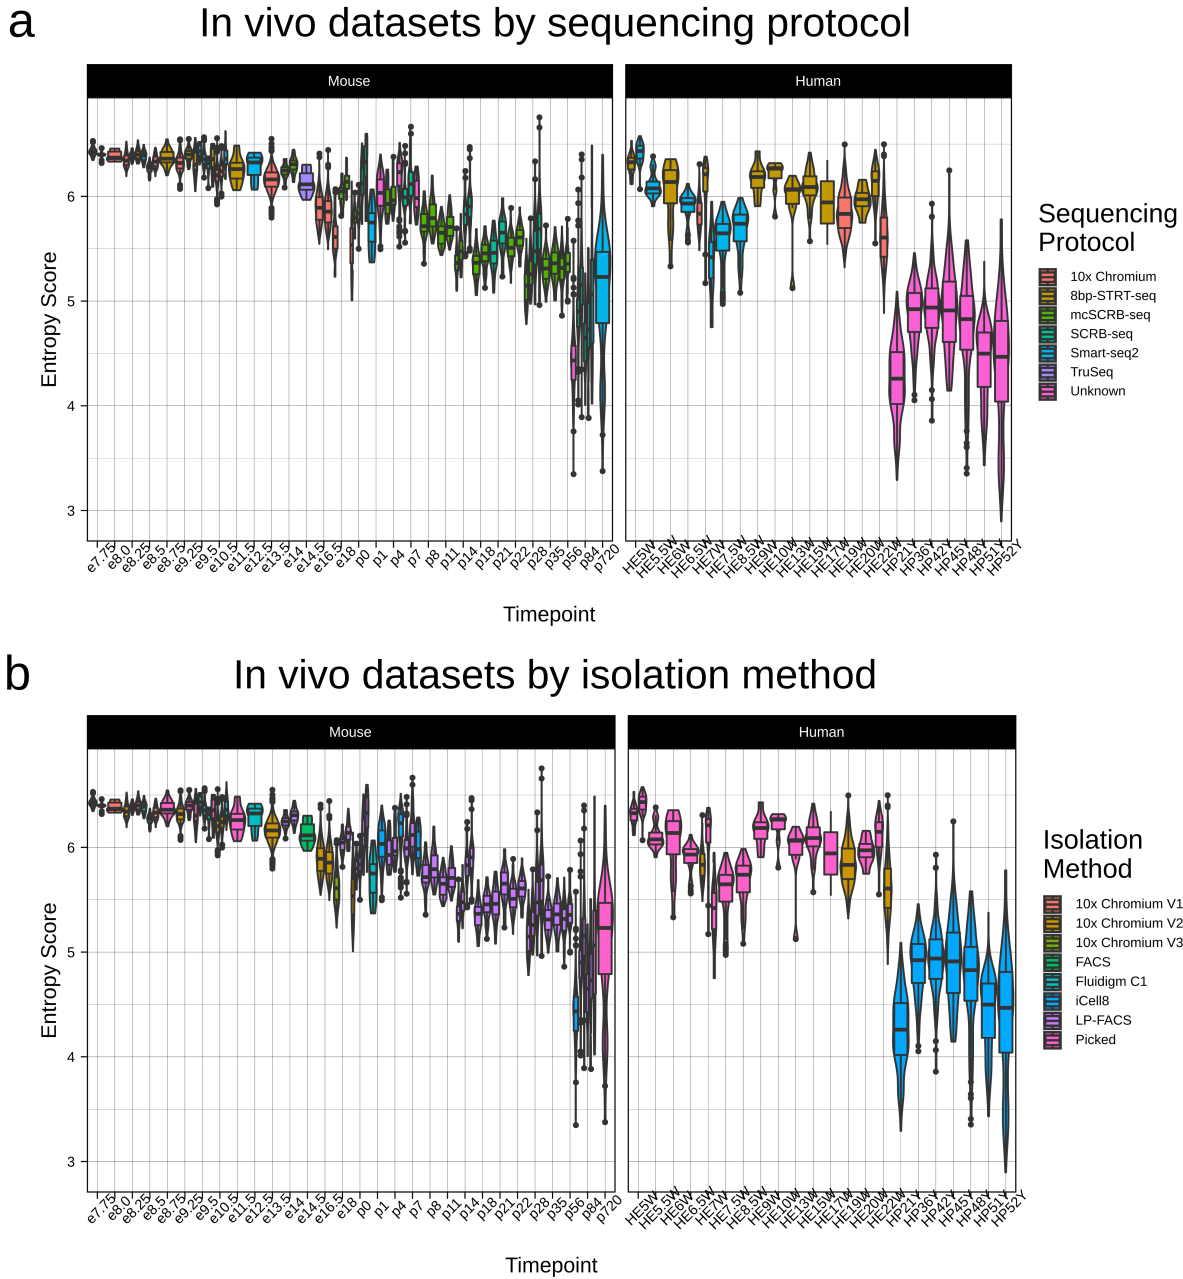 a
In vivo datasets by sequencing protocol
Mouse
Human
Entropy Score
6
5
4
3
e7.75 e8.0 e8.25 e8.5 e8.75 e9.25 e9.5 e10.5 e11.5 e12.5 e13.5 e14 e14.5 e16.5 e18 p0 p1 p4 p7 p8 p11 p14 p18 p21 p22 p28 p35 p56 p84 p720
HE5W HE5.5W HE6W HE6.5W HE7W HE7.5W HE8.5W HE9W HE10W HE13W HE15W HE17W HE19W HE20W HE22W HP21Y HP36Y HP42Y HP45Y HP48Y HP51Y HP52Y
Timepoint
Sequencing
Protocol
10x Chromium
8bp-STRT-seq
mcSCRB-seq
SCRB-seq
Smart-seq2
TruSeq
Unknown
b
In vivo datasets by isolation method
Mouse
Human
Entropy Score
6
5
4
3
e7.75 e8.0 e8.25 e8.5 e8.75 e9.25 e9.5 e10.5 e11.5 e12.5 e13.5 e14 e14.5 e16.5 e18 p0 p1 p4 p7 p8 p11 p14 p18 p21 p22 p28 p35 p56 p84 p720
HE5W HE5.5W HE6W HE6.5W HE7W HE7.5W HE8.5W HE9W HE10W HE13W HE15W HE17W HE19W HE20W HE22W HP21Y HP36Y HP42Y HP45Y HP48Y HP51Y HP52Y
Timepoint
Isolation
Method
10x Chromium V1
10x Chromium V2
10x Chromium V3
FACS
Fluidigm C1
iCell8
LP-FACS
Picked